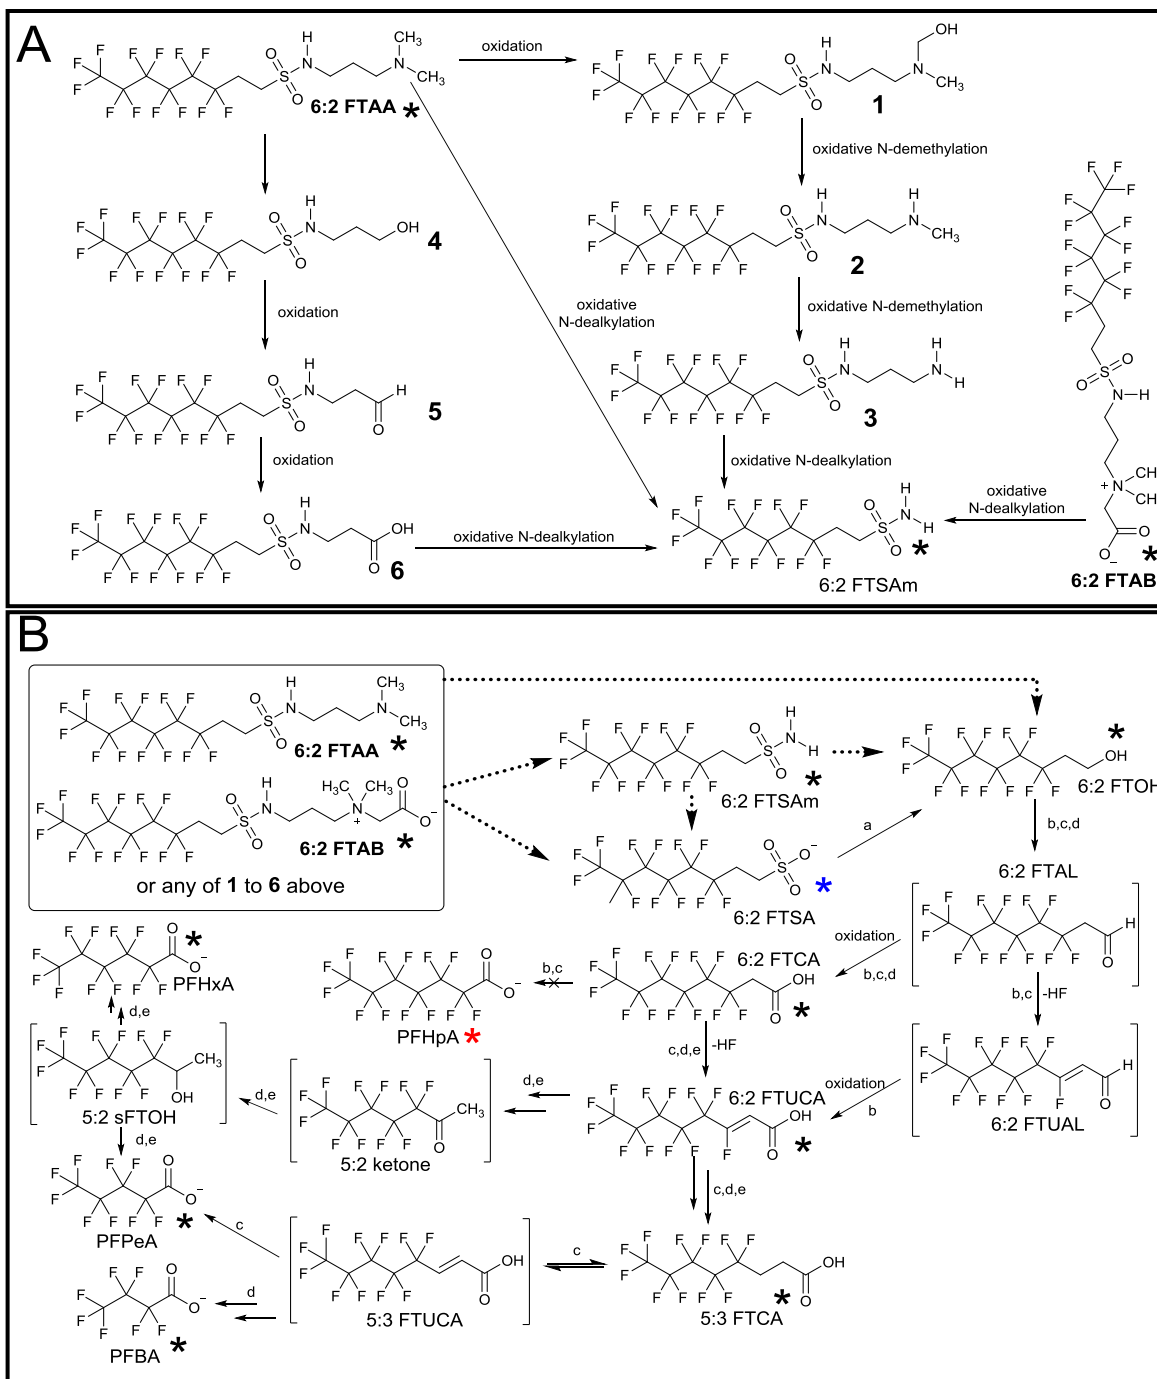 A
6:2 FTAA
*
oxidation
1
oxidative N-demethylation
2
oxidative N-demethylation
3
oxidative N-dealkylation
4
oxidation
5
oxidation
6
oxidative N-dealkylation
oxidative
N-dealkylation
6:2 FTSAm
*
oxidative
N-dealkylation
6:2 FTAB
*
B
6:2 FTAA
*
6:2 FTAB
*
or any of 1 to 6 above
6:2 FTSAm
*
6:2 FTSA
*
a
6:2 FTOH
*
b,c,d
6:2 FTAL
oxidation
b,c,d
b,c
-HF
6:2 FTUAL
oxidation
b
6:2 FTCA
*
b,c
PFHpA
*
c,d,e
-HF
6:2 FTUCA
*
d,e
5:2 ketone
d,e
5:2 sFTOH
d,e
PFHxA
*
d,e
PFPeA
*
c
c,d,e
5:3 FTCA
*
c
5:3 FTUCA
d
PFBA
*